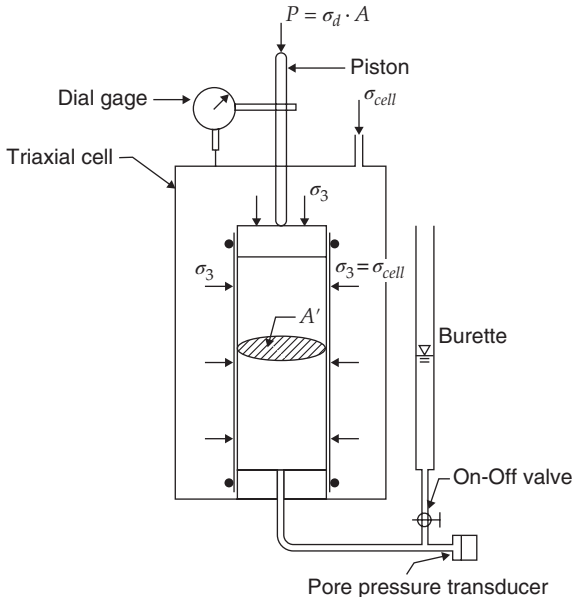 P = σd · A
Piston
Dial gage
σcell
Triaxial cell
σ3
σ3
σ3 = σcell
A′
Burette
On-Off valve
Pore pressure transducer